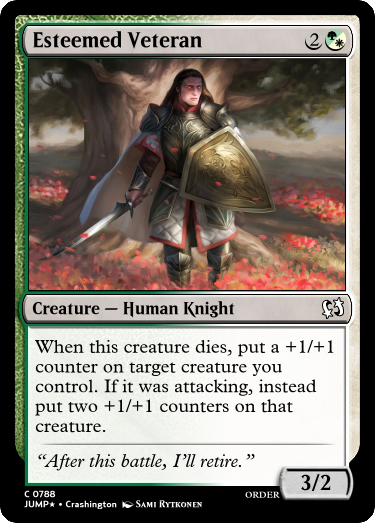 Esteemed Veteran 2
Creature — Human Knight
When this creature dies, put a +1/+1
counter on target creature you
control. If it was attacking, instead
put two +1/+1 counters on that
creature.
“After this battle, I’ll retire.”
3/2
C 0788 ORDER
JUMP★ • Crashington SAMI RYTKONEN